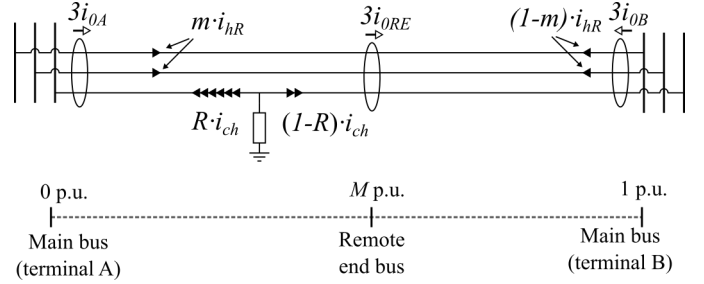 3i0A
m·ihR
3i0RE
(1-m)·ihR
3i0B
R·ich
(1-R)·ich
0 p.u.
M p.u.
1 p.u.
Main bus
(terminal A)
Remote
end bus
Main bus
(terminal B)